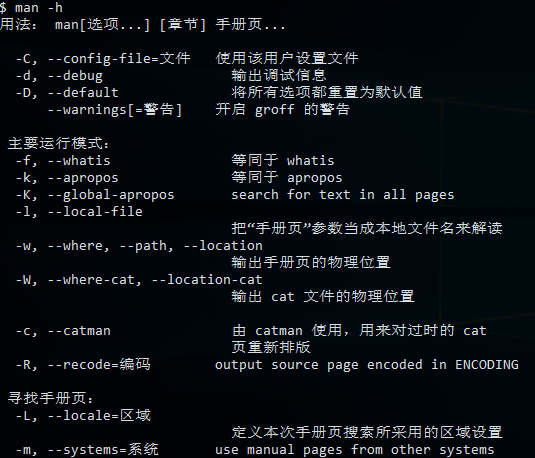 $ man -h
用法： man[选项...] [章节] 手册页...
-C, --config-file=文件 使用该用户设置文件
-d, --debug 输出调试信息
-D, --default 将所有选项都重置为默认值
--warnings[=警告] 开启 groff 的警告
主要运行模式：
-f, --whatis 等同于 whatis
-k, --apropos 等同于 apropos
-K, --global-apropos search for text in all pages
-l, --local-file
把“手册页”参数当成本地文件名来解读
-w, --where, --path, --location
输出手册页的物理位置
-W, --where-cat, --location-cat
输出 cat 文件的物理位置
-c, --catman 由 catman 使用，用来对过时的 cat
页重新排版
-R, --recode=编码 output source page encoded in ENCODING
寻找手册页：
-L, --locale=区域
定义本次手册页搜索所采用的区域设置
-m, --systems=系统 use manual pages from other systems